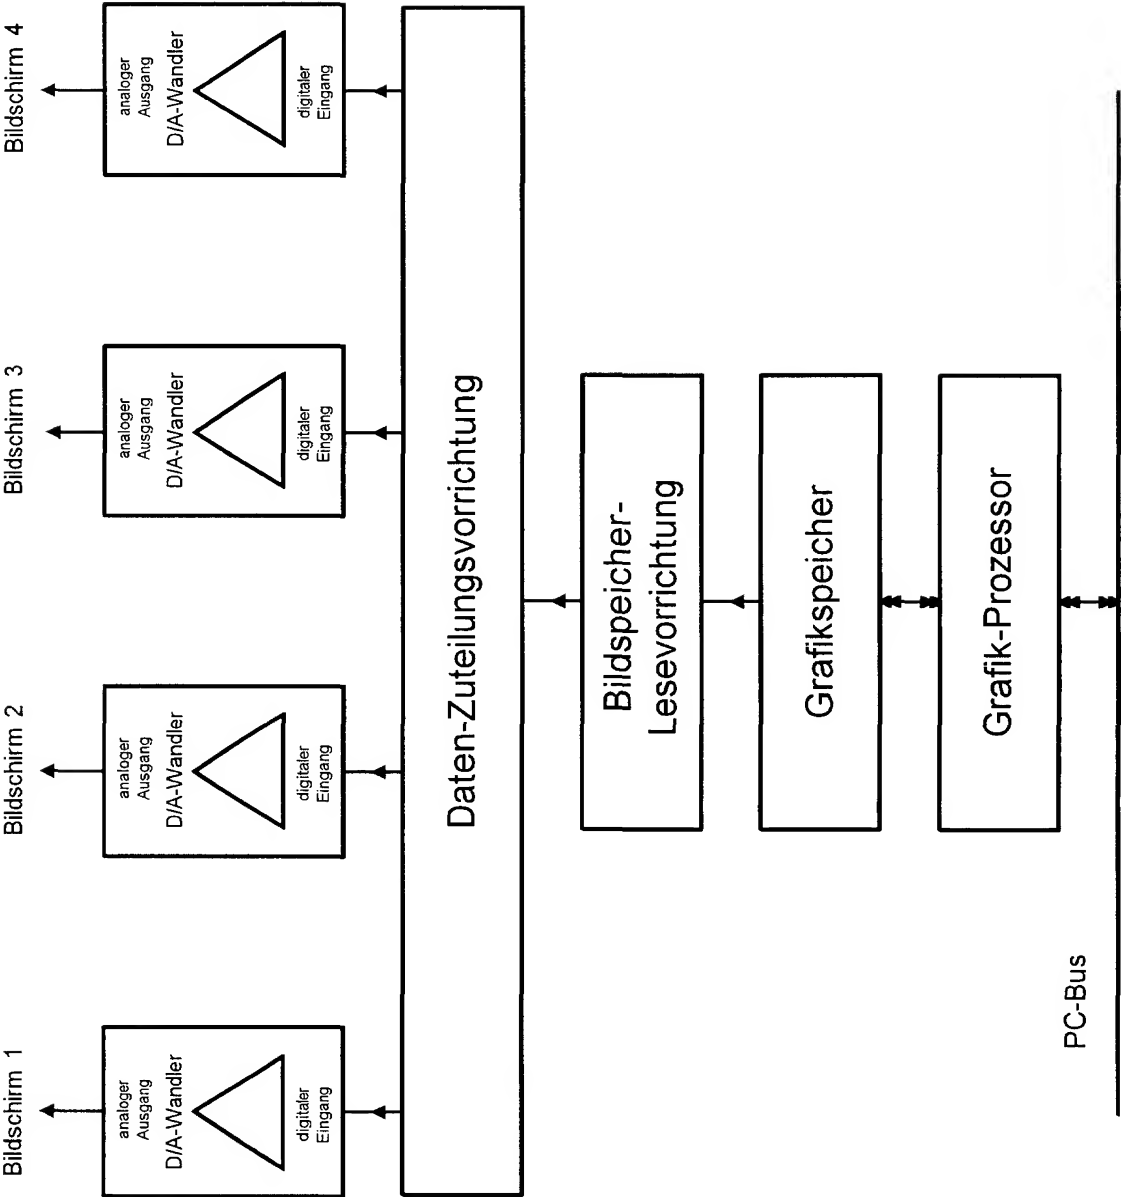 Bildschirm 1
Bildschirm 2
Bildschirm 3
Bildschirm 4
analoger
Ausgang
D/A-Wandler
digitaler
Eingang
analoger
Ausgang
D/A-Wandler
digitaler
Eingang
analoger
Ausgang
D/A-Wandler
digitaler
Eingang
analoger
Ausgang
D/A-Wandler
digitaler
Eingang
Daten-Zuteilungsvorrichtung
Bildspeicher-
Lesevorrichtung
Grafikspeicher
Grafik-Prozessor
PC-Bus